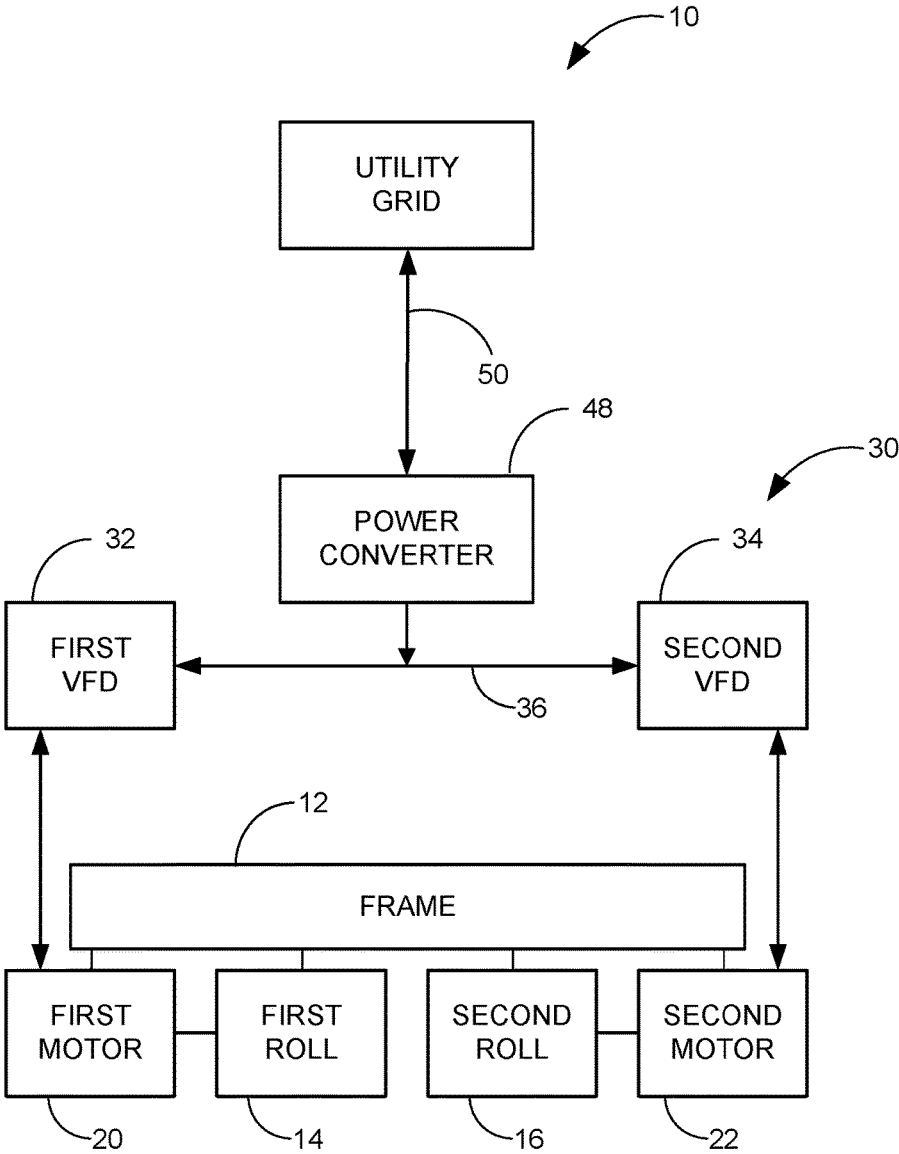 10
UTILITY
GRID
50
48
30
POWER
CONVERTER
32
34
FIRST
VFD
SECOND
VFD
36
12
FRAME
FIRST
MOTOR
FIRST
ROLL
SECOND
ROLL
SECOND
MOTOR
20
14
16
22